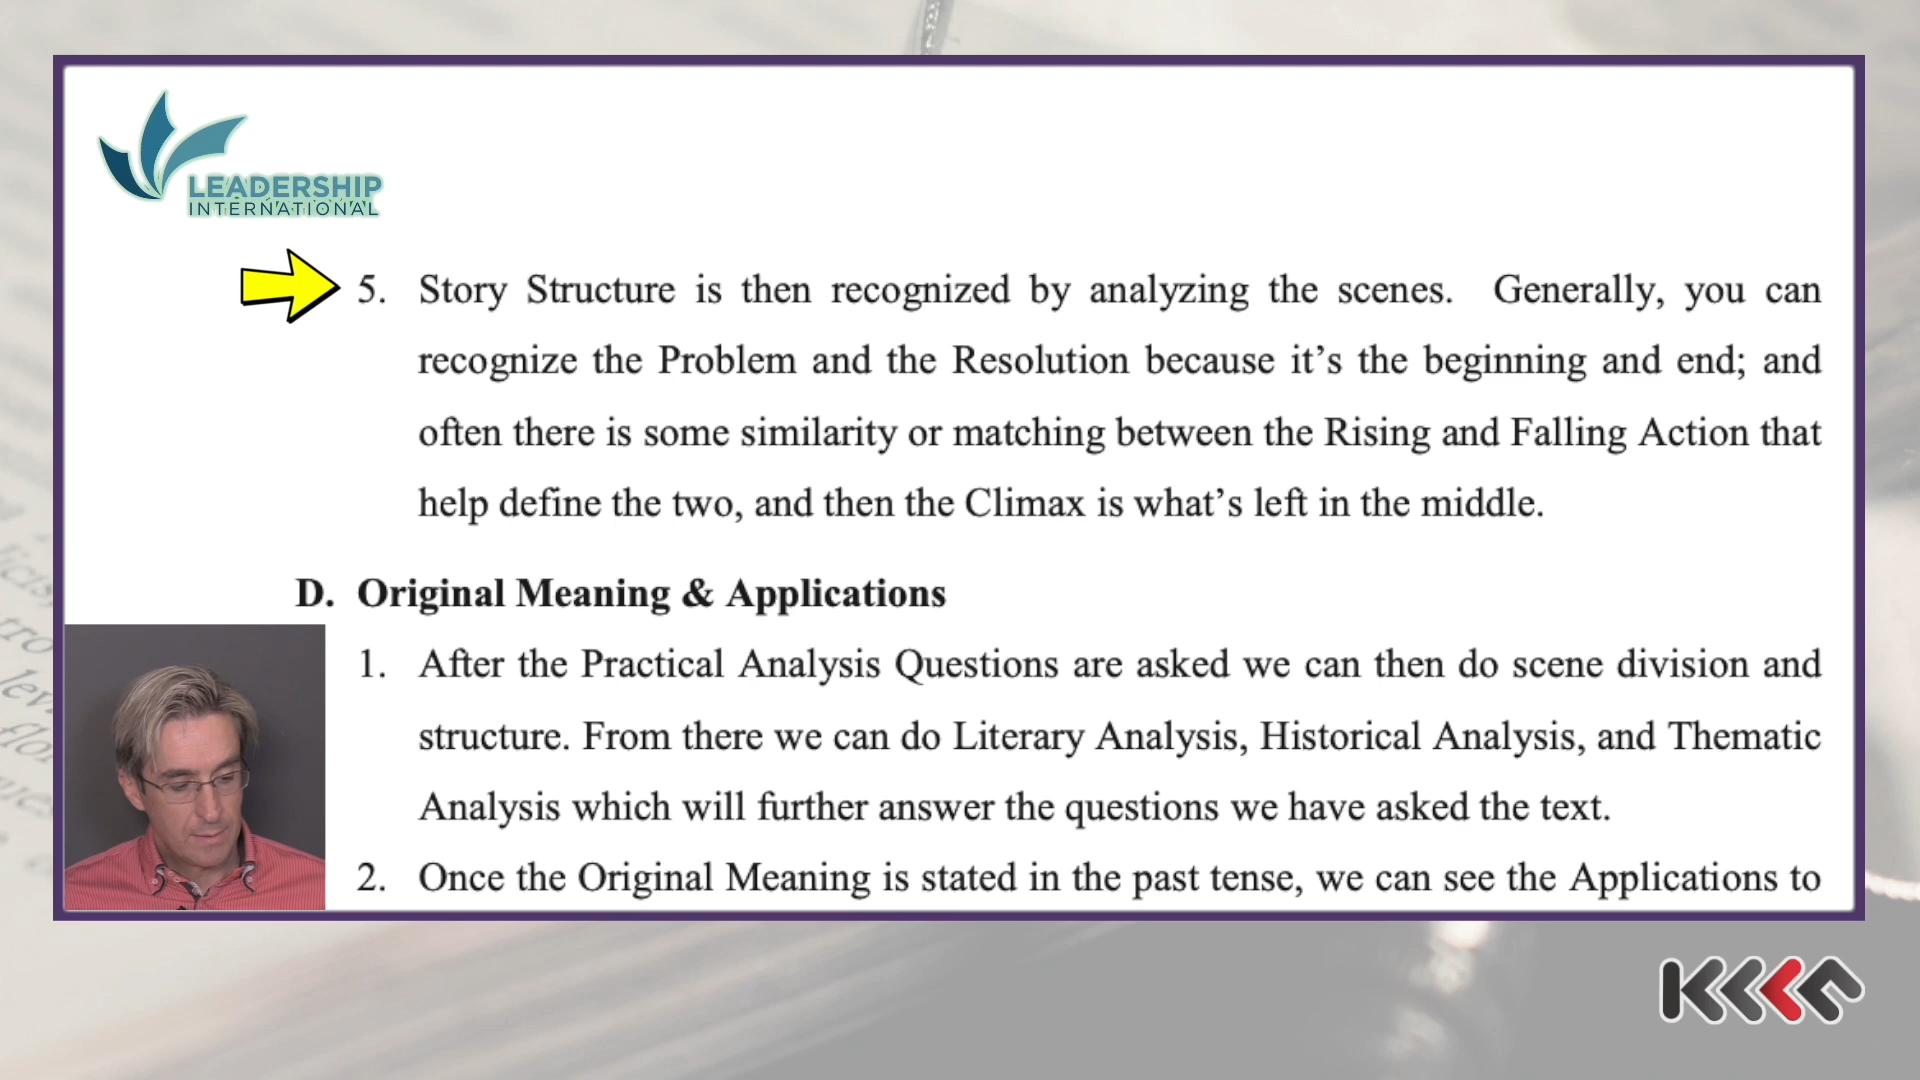 LEADERSHIP
INTERNATIONAL
5. Story Structure is then recognized by analyzing the scenes. Generally, you can
recognize the Problem and the Resolution because it’s the beginning and end; and
often there is some similarity or matching between the Rising and Falling Action that
help define the two, and then the Climax is what’s left in the middle.
D. Original Meaning & Applications
1. After the Practical Analysis Questions are asked we can then do scene division and
structure. From there we can do Literary Analysis, Historical Analysis, and Thematic
Analysis which will further answer the questions we have asked the text.
2. Once the Original Meaning is stated in the past tense, we can see the Applications to